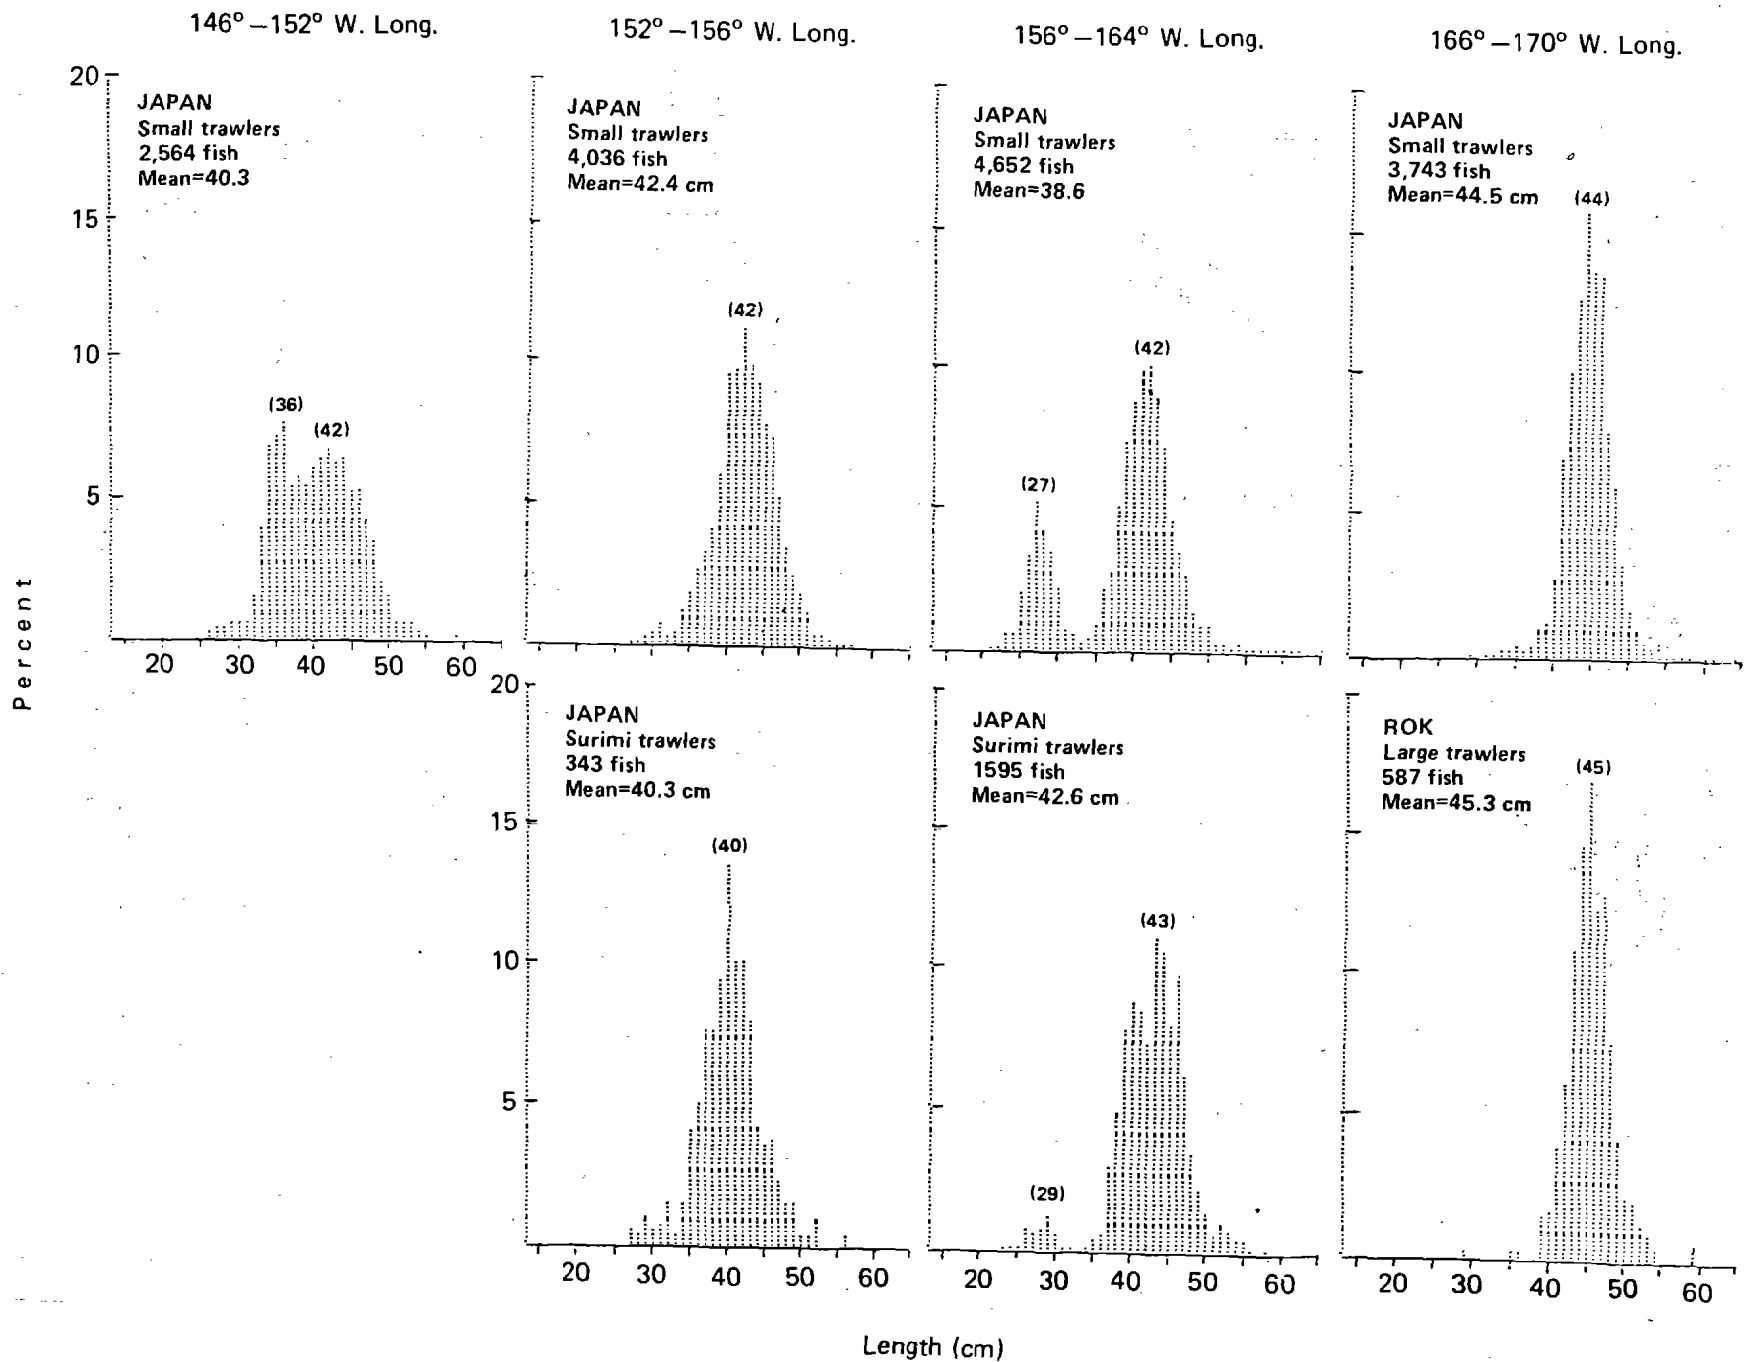 146° – 152° W. Long.
152° – 156° W. Long.
156° – 164° W. Long.
166° – 170° W. Long.
20
15
10
5
Percent
JAPAN
Small trawlers
2,564 fish
Mean=40.3
(36)
(42)
20 30 40 50 60
JAPAN
Small trawlers
4,036 fish
Mean=42.4 cm
(42)
JAPAN
Small trawlers
4,652 fish
Mean=38.6
(27)
(42)
JAPAN
Small trawlers
3,743 fish
Mean=44.5 cm
(44)
20
15
10
5
JAPAN
Surimi trawlers
343 fish
Mean=40.3 cm
(40)
20 30 40 50 60
JAPAN
Surimi trawlers
1595 fish
Mean=42.6 cm
(29)
(43)
20 30 40 50 60
ROK
Large trawlers
587 fish
Mean=45.3 cm
(45)
20 30 40 50 60
Length (cm)